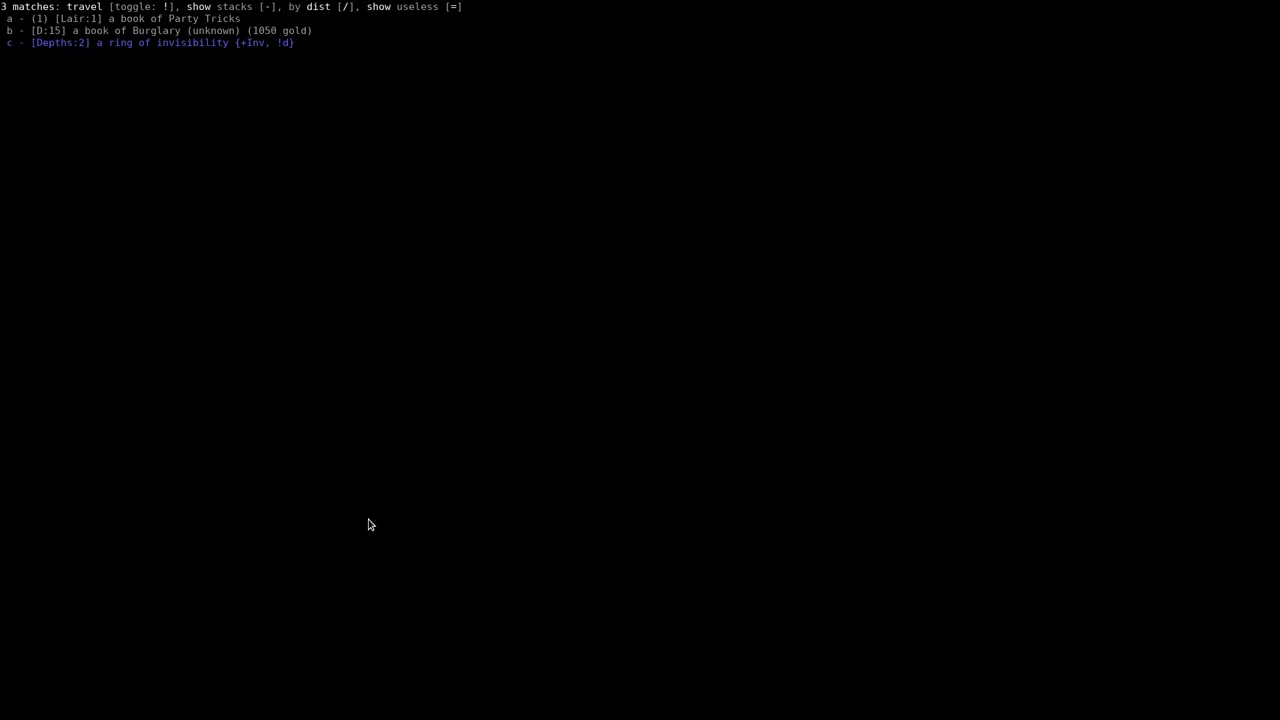 3 matches: travel [toggle: !], show stacks [-], by dist [/], show useless [=]
a - (1) [Lair:1] a book of Party Tricks
b - [D:15] a book of Burglary (unknown) (1050 gold)
c - [Depths:2] a ring of invisibility {+Inv, !d}